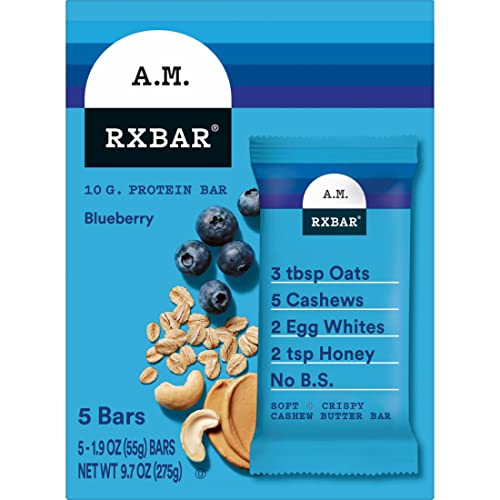 A.M.
RXBAR®
10 G. PROTEIN BAR
Blueberry
A.M.
RXBAR®
3 tbsp Oats
5 Cashews
2 Egg Whites
2 tsp Honey
No B.S.
SOFT + CRISPY
CASHEW BUTTER BAR
5 Bars
5 - 1.9 OZ (55g) BARS
NET WT 9.7 OZ (275g)